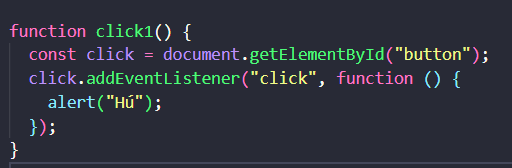 function click1() {
  const click = document.getElementById("button");
  click.addEventListener("click", function () {
    alert("Hú");
  });
}